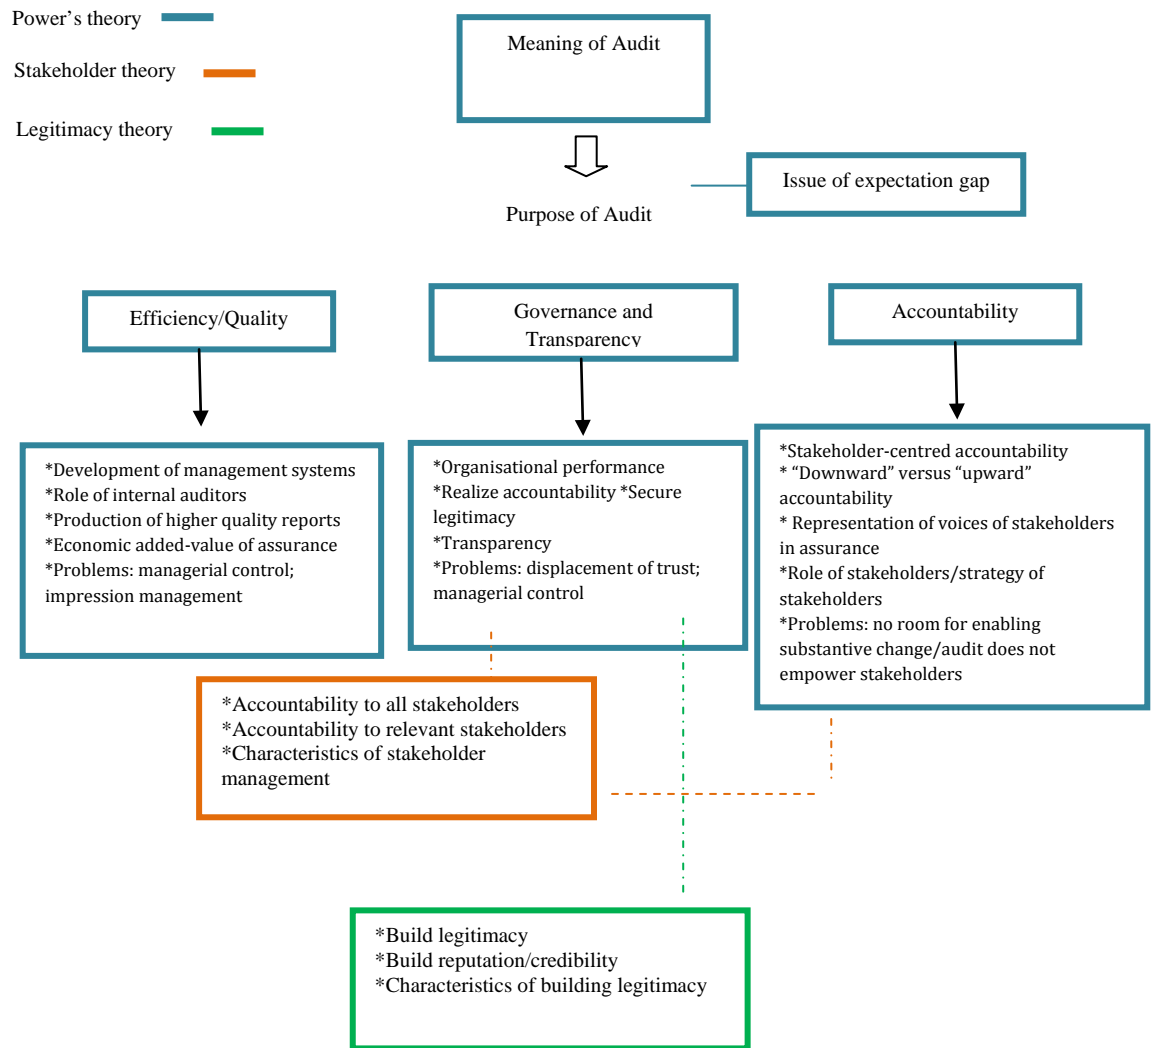 Power's theory
Meaning of Audit
Stakeholder theory
Legitimacy theory
Issue of expectation gap
Purpose of Audit
Efficiency/Quality
Governance and
Transparency
Accountability
*Development of management systems
*Role of internal auditors
*Production of higher quality reports
*Economic added-value of assurance
*Problems: managerial control;
impression management
*Organisational performance
*Realize accountability *Secure
legitimacy
*Transparency
*Problems: displacement of trust;
managerial control
*Stakeholder-centred accountability
* “Downward” versus “upward”
accountability
* Representation of voices of stakeholders
in assurance
*Role of stakeholders/strategy of
stakeholders
*Problems: no room for enabling
substantive change/audit does not
empower stakeholders
*Accountability to all stakeholders
*Accountability to relevant stakeholders
*Characteristics of stakeholder
management
*Build legitimacy
*Build reputation/credibility
*Characteristics of building legitimacy